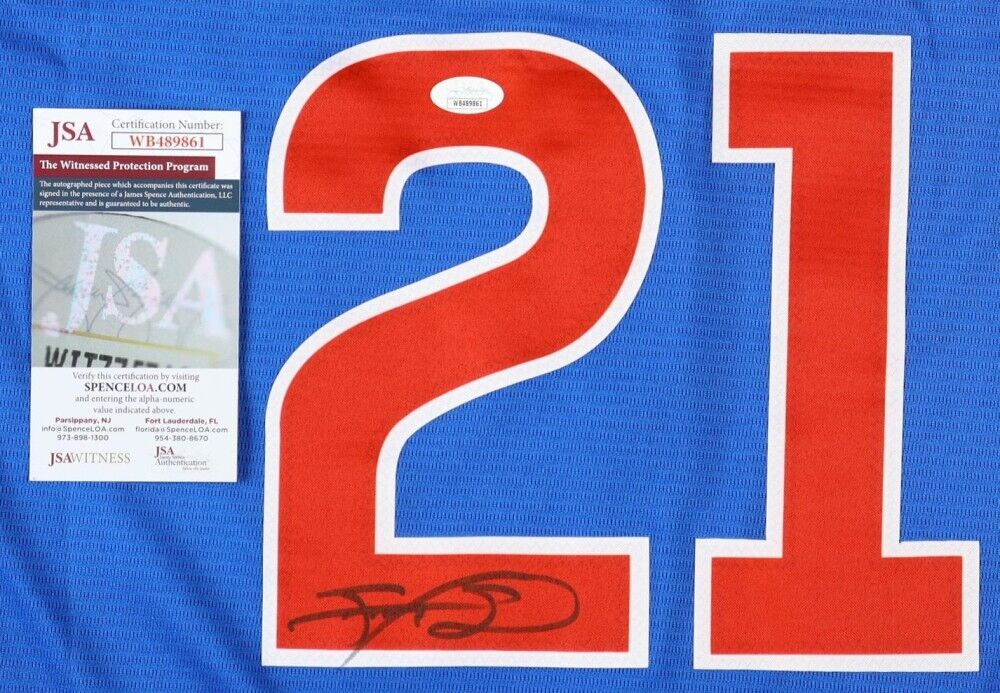 JSA
Certification Number:
WB489861
The Witnessed Protection Program
The autographed piece which accompanies this certificate was
signed in the presence of a James Spence Authentication, LLC
representative and is guaranteed to be authentic.
JSA
Verify this certification by visiting
SPENCELOA.COM
and entering the alpha-numeric
value indicated above.
Parsippany, NJ
info@SpenceLOA.com
973-898-1300
Fort Lauderdale, FL
florida@SpenceLOA.com
954-380-8670
JSAWITNESS
JSA
Authentication
WB489861
21